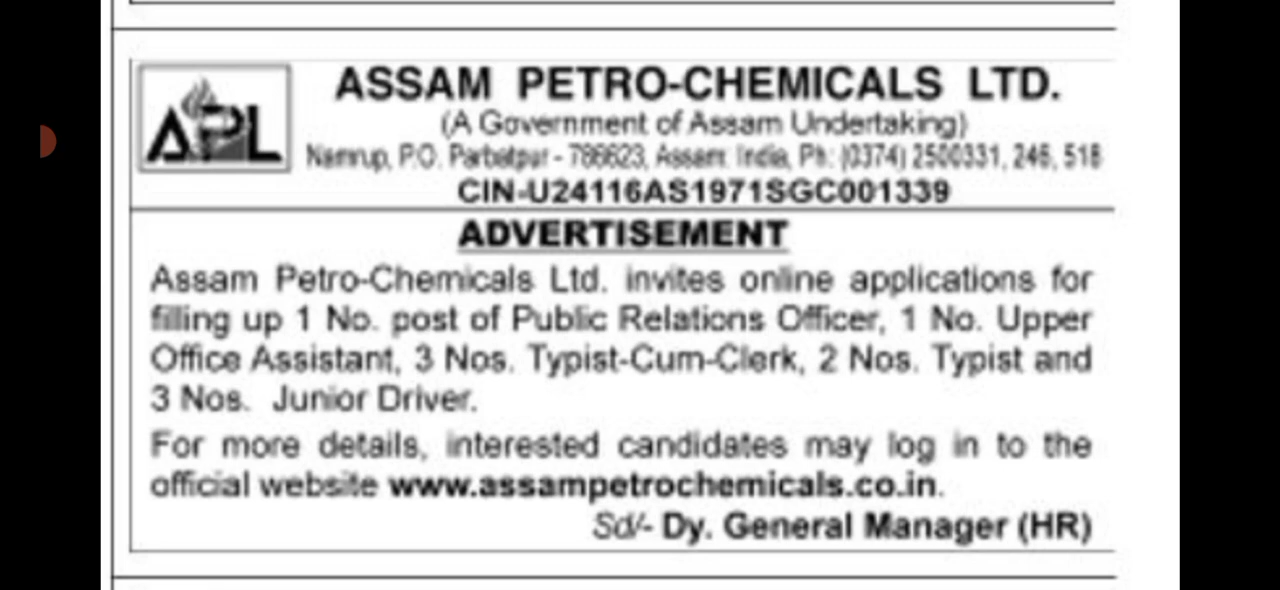 APL
ASSAM PETRO-CHEMICALS LTD.
(A Government of Assam Undertaking)
Namrup, P.O. Parbatpur - 786623, Assam India, Ph: (0374) 2500331, 246, 518
CIN-U24116AS1971SGC001339
ADVERTISEMENT
Assam Petro-Chemicals Ltd. invites online applications for
filling up 1 No. post of Public Relations Officer, 1 No. Upper
Office Assistant, 3 Nos. Typist-Cum-Clerk, 2 Nos. Typist and
3 Nos. Junior Driver.
For more details, interested candidates may log in to the
official website www.assampetrochemicals.co.in.
Sd/- Dy. General Manager (HR)